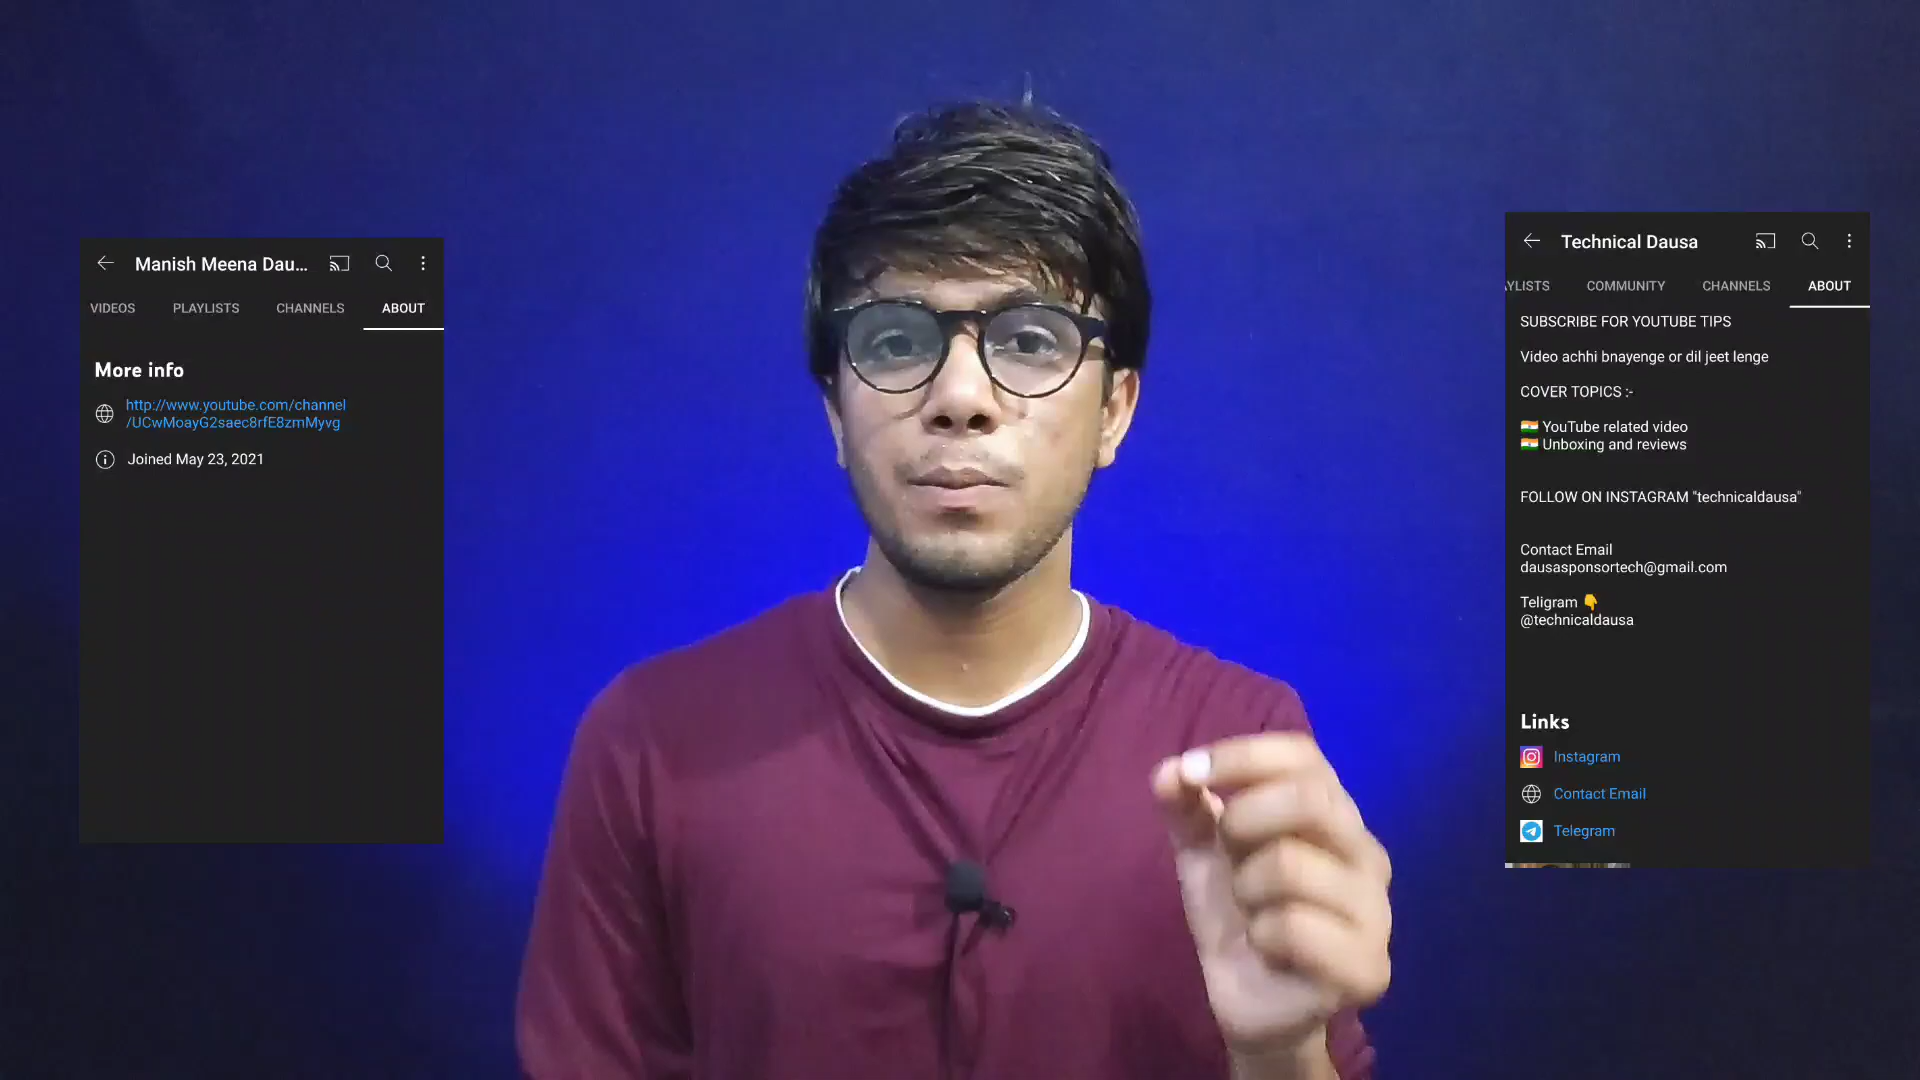 Manish Meena Dau...
VIDEOS PLAYLISTS CHANNELS ABOUT
More info
http://www.youtube.com/channel
/UCwMoayG2saec8rfE8zmMyvg
Joined May 23, 2021
Technical Dausa
YLISTS COMMUNITY CHANNELS ABOUT
SUBSCRIBE FOR YOUTUBE TIPS
Video achhi bnayenge or dil jeet lenge
COVER TOPICS :-
🇮🇳 YouTube related video
🇮🇳 Unboxing and reviews
FOLLOW ON INSTAGRAM "technicaldausa"
Contact Email
dausasponsortech@gmail.com
Teligram 👇
@technicaldausa
Links
Instagram
Contact Email
Telegram